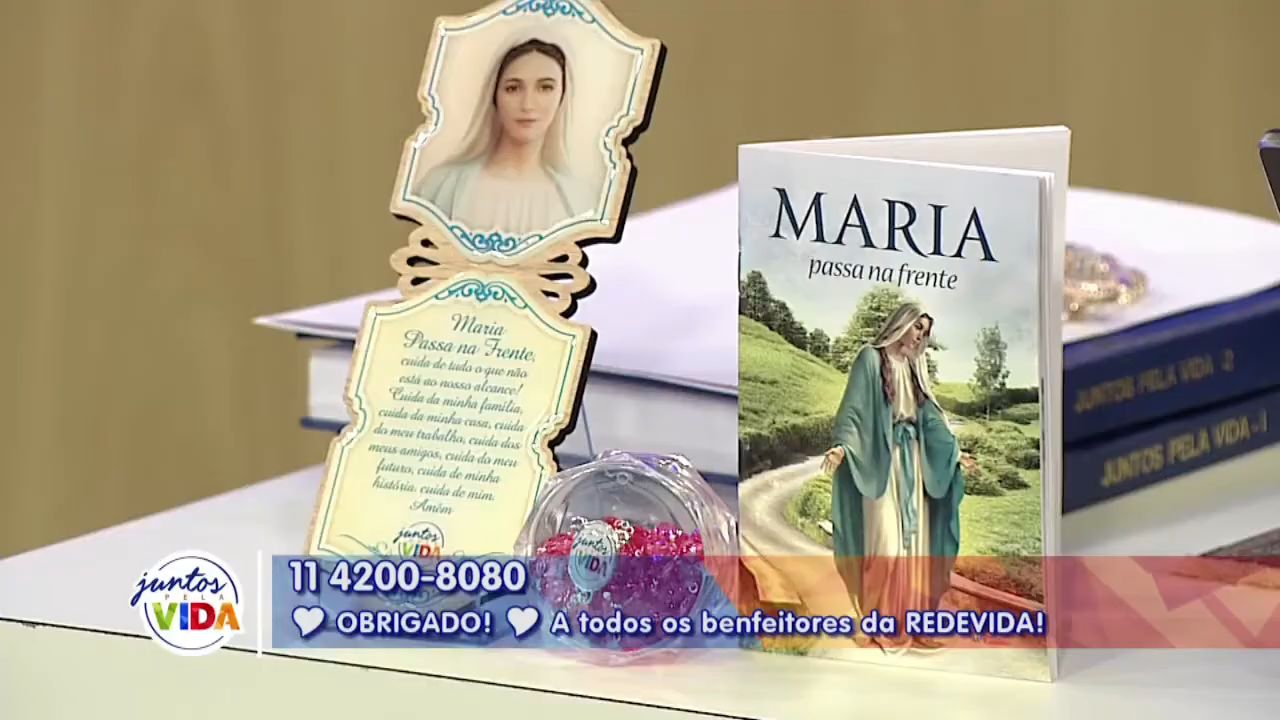 Maria
Passa na Frente,
cuida de tudo o que não
está ao nosso alcance!
Cuida da minha família,
cuida da minha casa, cuida
do meu trabalho, cuida dos
meus amigos, cuida do meu
futuro, cuida de minha
história, cuida de mim.
Amém
juntos
VIDA
MARIA
passa na frente
JUNTOS PELA VIDA - 2
JUNTOS PELA VIDA - 1
juntos
VIDA
juntos
PELA
VIDA
11 4200-8080
OBRIGADO! A todos os benfeitores da REDEVIDA!